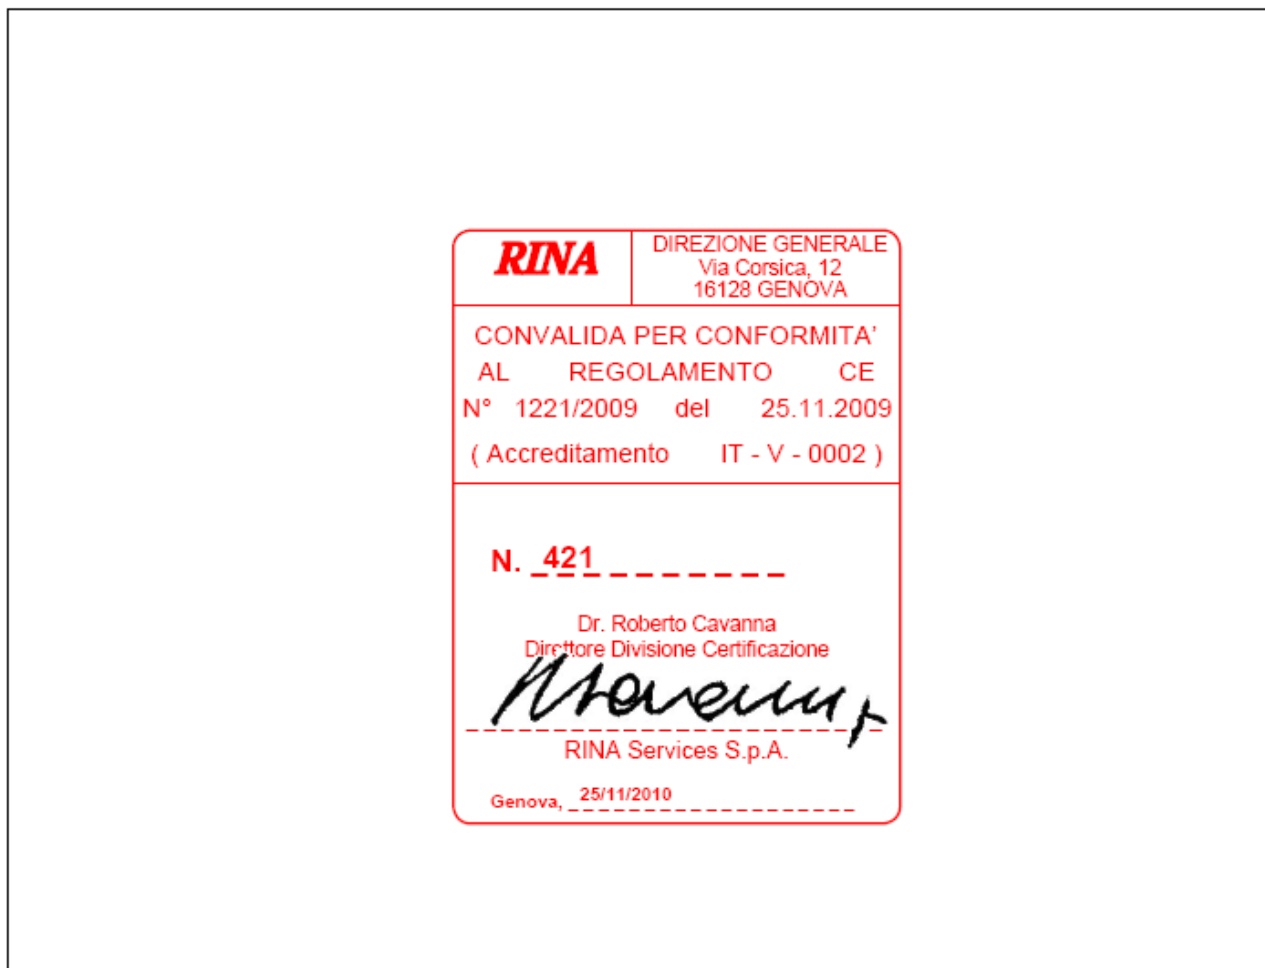 RINA
DIREZIONE GENERALE
Via Corsica, 12
16128 GENOVA
CONVALIDA PER CONFORMITA'
AL REGOLAMENTO CE
N° 1221/2009 del 25.11.2009
( Accreditamento IT - V - 0002 )
N. 421
Dr. Roberto Cavanna
Direttore Divisione Certificazione
RINA Services S.p.A.
Genova, 25/11/2010